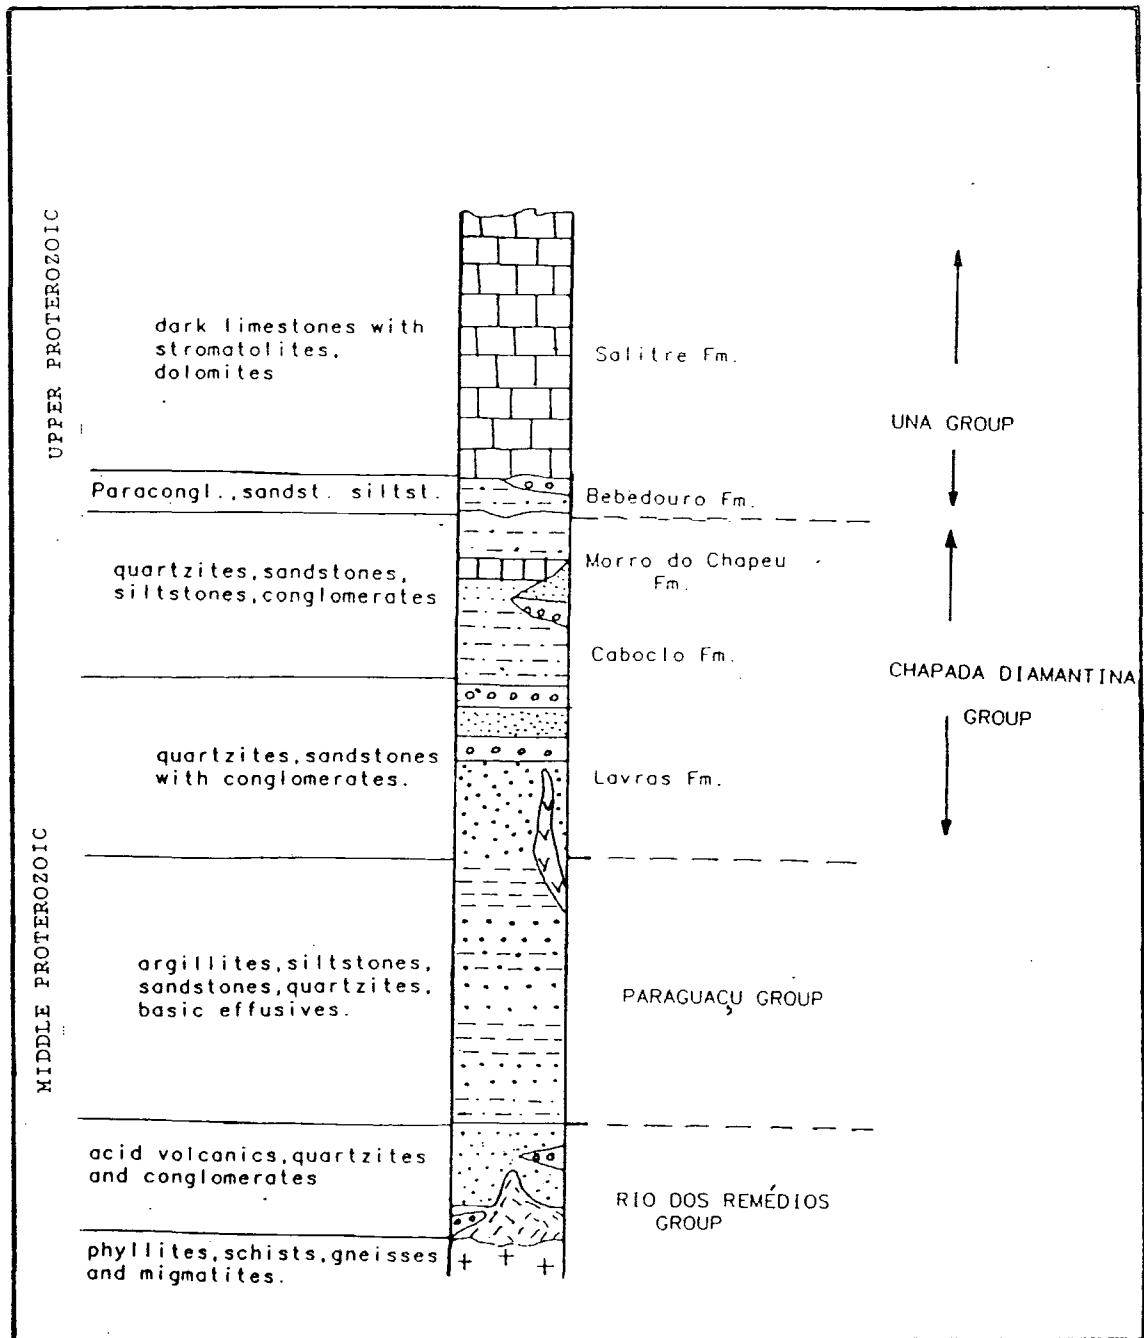 UPPER PROTEROZOIC
MIDDLE PROTEROZOIC
dark limestones with
stromatolites,
dolomites
Salitre Fm.
UNA GROUP
Paracongl.,sandst. siltst.
Bebedouro Fm.
quartzites,sandstones,
siltstones,conglomerates
Morro do Chapeu
Fm.
Caboclo Fm.
CHAPADA DIAMANTINA
GROUP
quartzites,sandstones
with conglomerates.
Lavras Fm.
argillites,siltstones,
sandstones,quartzites,
basic effusives.
PARAGUAÇU GROUP
acid volcanics,quartzites
and conglomerates
RIO DOS REMÉDIOS
GROUP
phyllites,schists,gneisses
and migmatites.